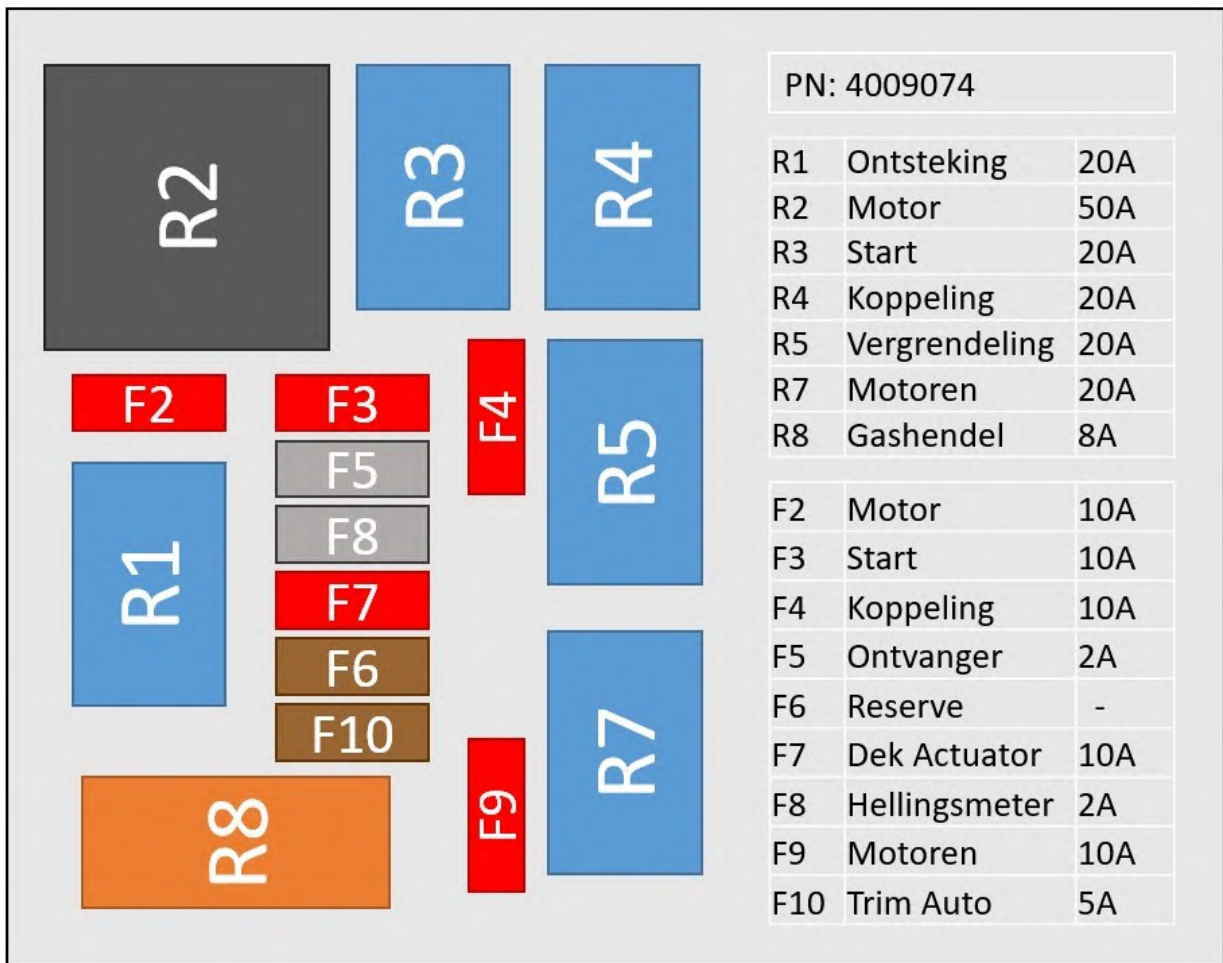 R2
R3
R4
F2
F3
F4
F5
R5
F8
R1
F7
F6
F10
R7
F9
R8
PN: 4009074
R1 Ontsteking 20A
R2 Motor 50A
R3 Start 20A
R4 Koppeling 20A
R5 Vergrendeling 20A
R7 Motoren 20A
R8 Gashendel 8A
F2 Motor 10A
F3 Start 10A
F4 Koppeling 10A
F5 Ontvanger 2A
F6 Reserve -
F7 Dek Actuator 10A
F8 Hellingsmeter 2A
F9 Motoren 10A
F10 Trim Auto 5A